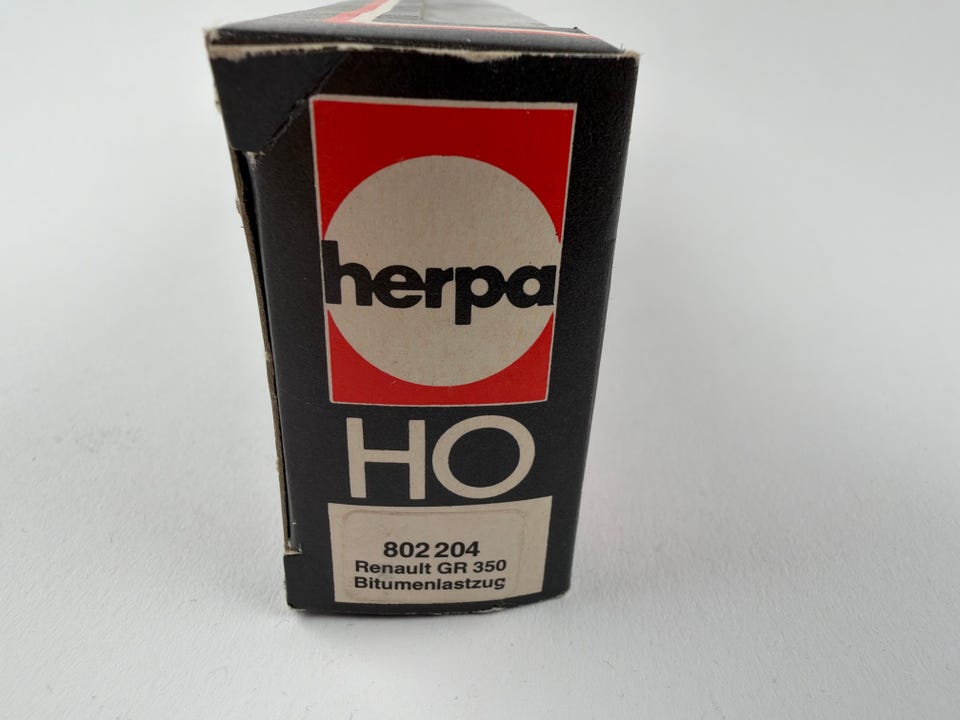 herpa
HO
802 204
Renault GR 350
Bitumenlastzug